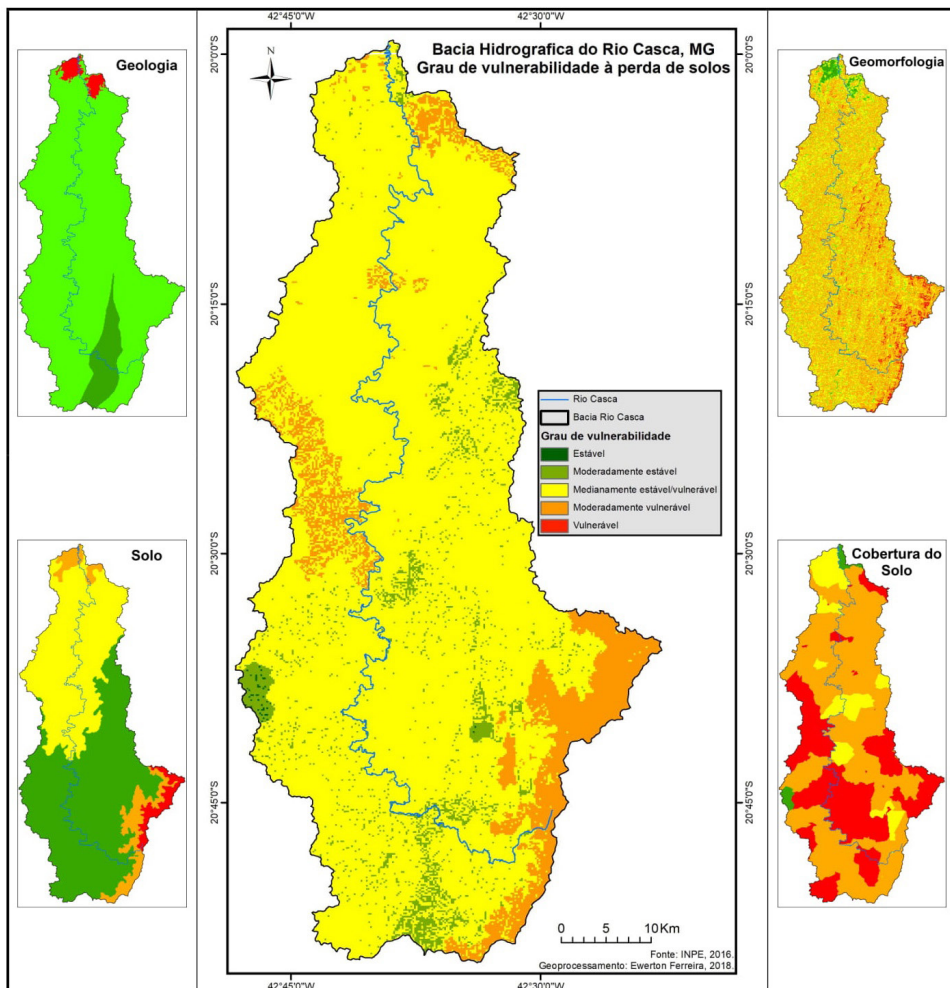 42°45'0"W
42°30'0"W
Geologia
Bacia Hidrografica do Rio Casca, MG
Grau de vulnerabilidade à perda de solos
N
Geomorfologia
20°0'0"S
20°0'0"S
20°15'0"S
20°15'0"S
Rio Casca
Bacia Rio Casca
Grau de vulnerabilidade
Estável
Moderadamente estável
Medianamente estável/vulnerável
Moderadamente vulnerável
Vulnerável
20°30'0"S
20°30'0"S
Solo
Cobertura do
Solo
20°45'0"S
20°45'0"S
0 5 10Km
Fonte: INPE, 2016.
Geoprocessamento: Ewerton Ferreira, 2018.
42°45'0"W
42°30'0"W